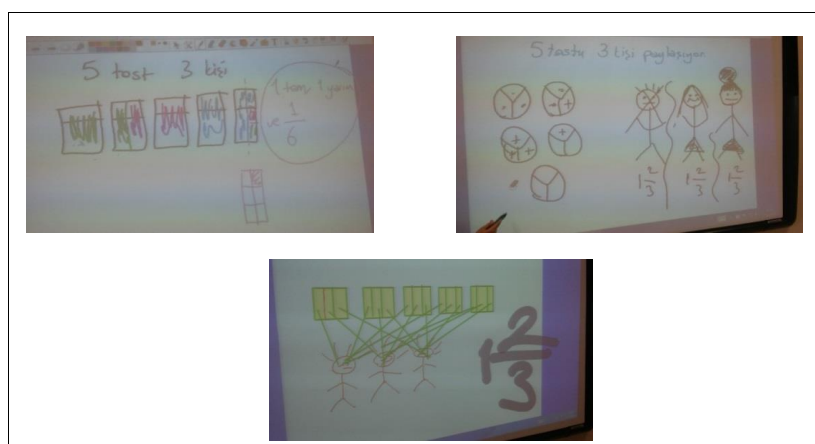 5 tost 3 kişi
1 tam, 1 yarım
ve 1/6
5 tostu 3 kişi paylaşıyor
1 2/3 1 2/3 1 2/3
1 2/3